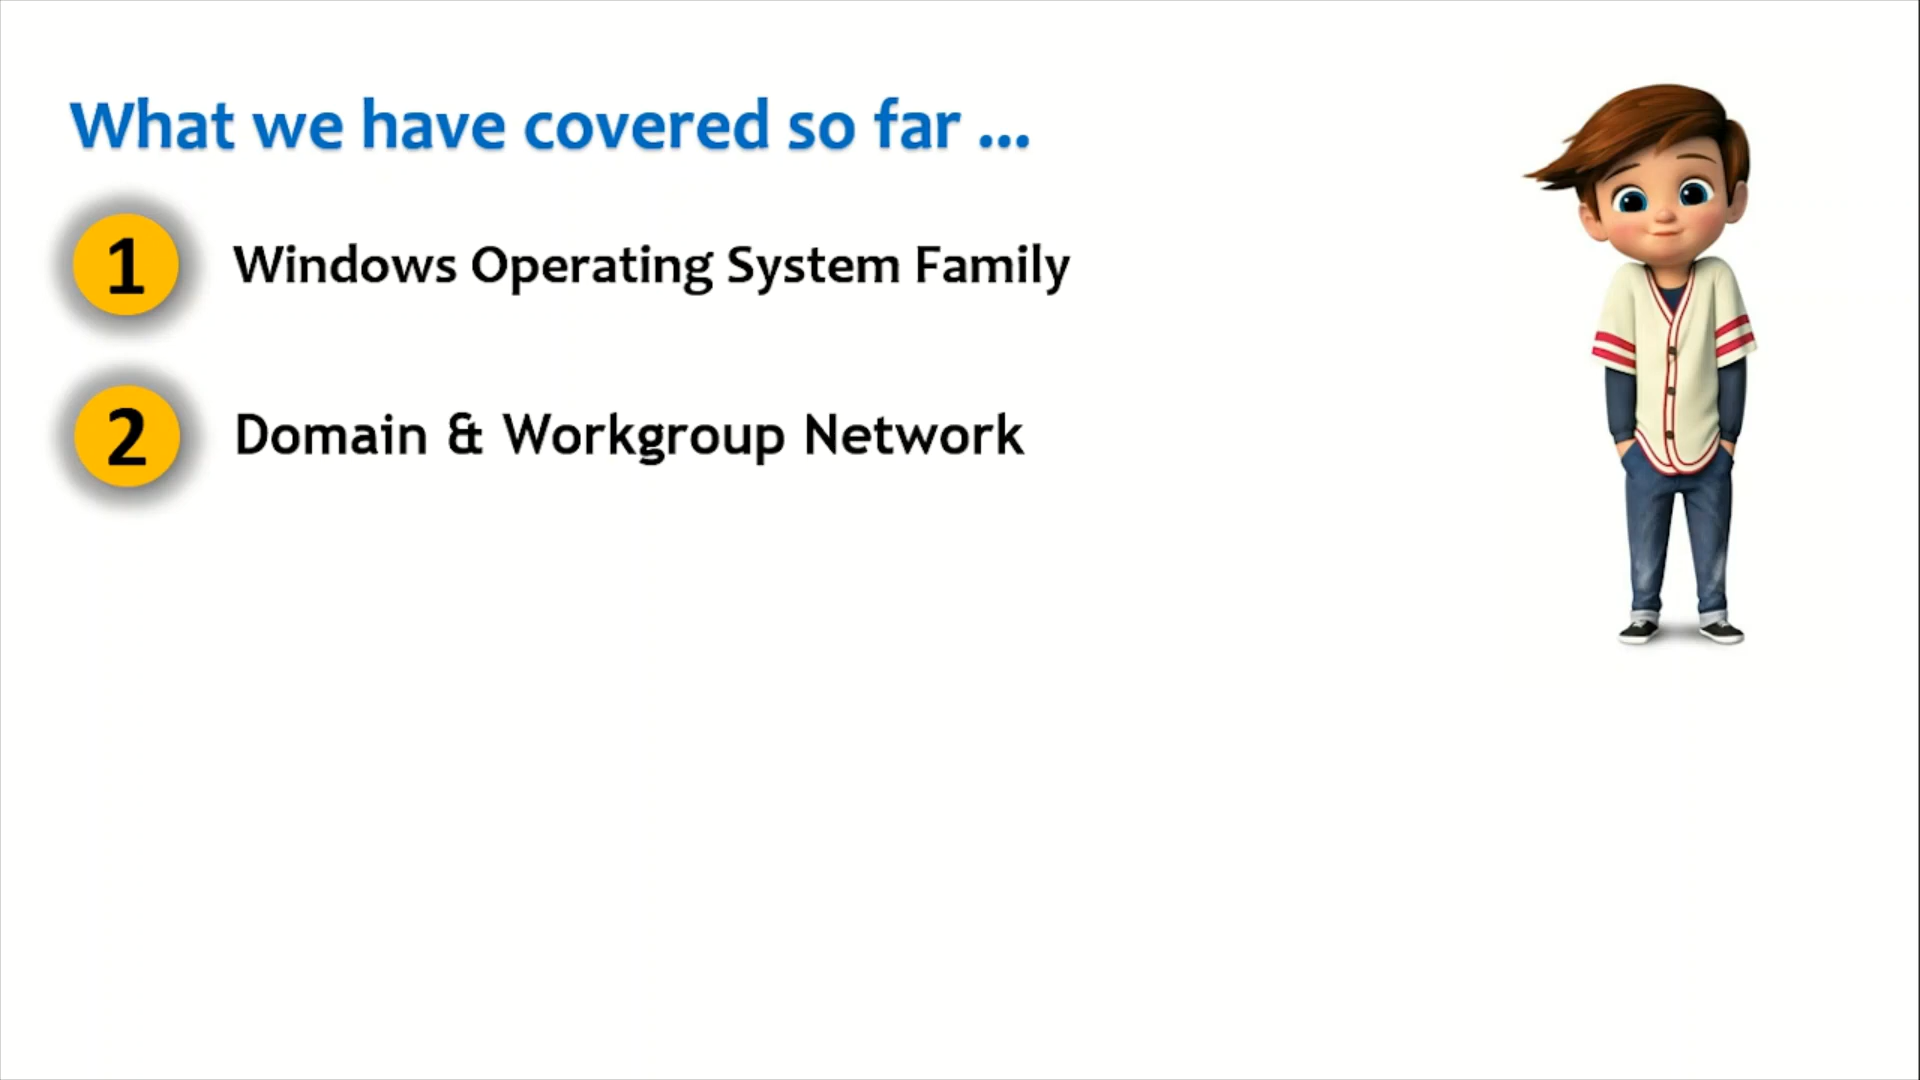 What we have covered so far ...
1 Windows Operating System Family
2 Domain & Workgroup Network